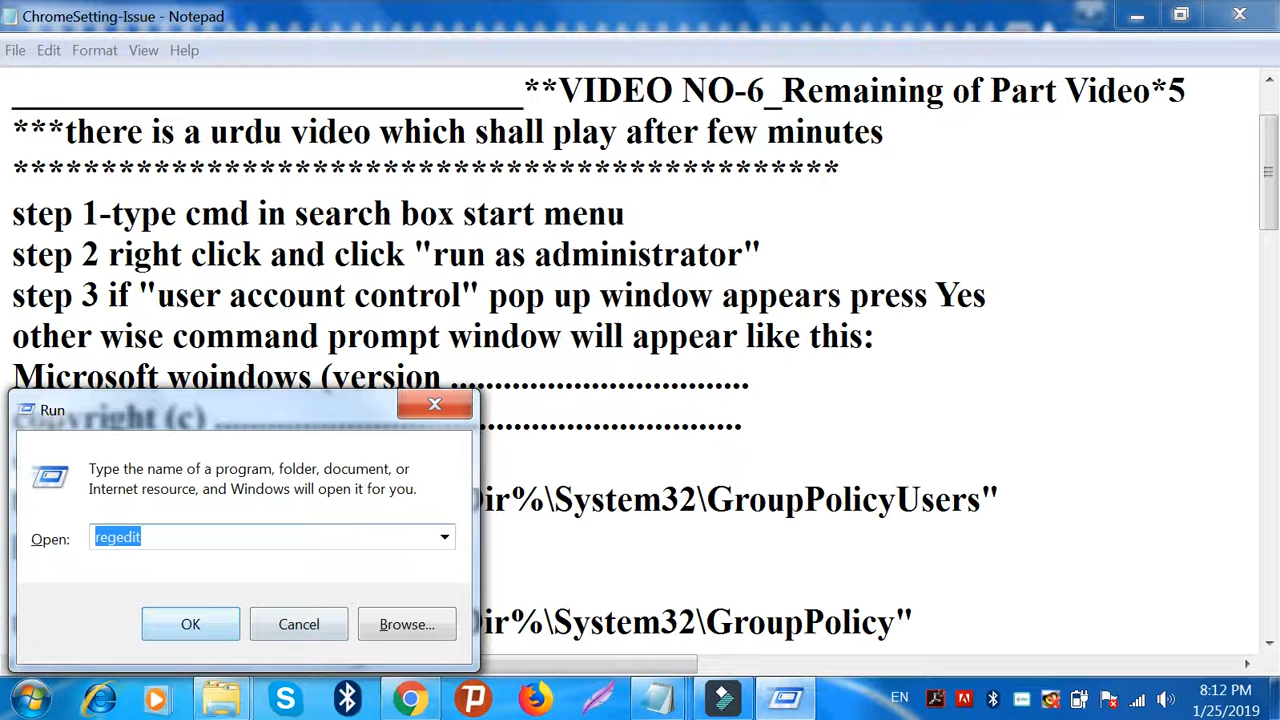 ChromeSetting-Issue - Notepad
File Edit Format View Help
______________________________**VIDEO NO-6_Remaining of Part Video*5
***there is a urdu video which shall play after few minutes
***********************************************
step 1-type cmd in search box start menu
step 2 right click and click "run as administrator"
step 3 if "user account control" pop up window appears press Yes
other wise command prompt window will appear like this:
Microsoft woindows (version ..................................
copyright (c) ............................................................
Run
Type the name of a program, folder, document, or
Internet resource, and Windows will open it for you.
Dir%\System32\GroupPolicyUsers"
Open: regedit
OK Cancel Browse...
Dir%\System32\GroupPolicy"
EN
8:12 PM
1/25/2019